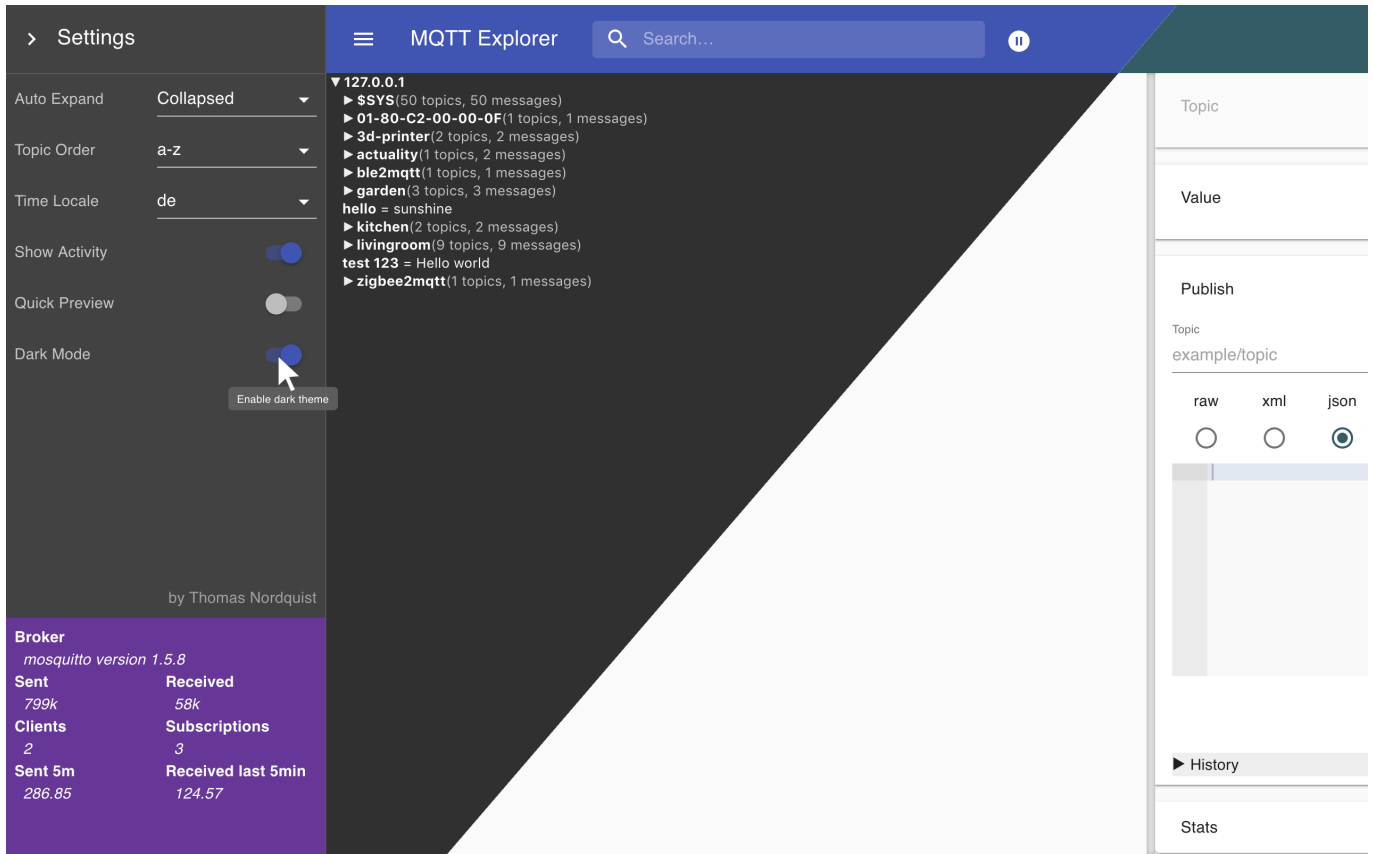 Settings
MQTT Explorer
Search…
Auto Expand Collapsed
Topic Order a-z
Time Locale de
Show Activity
Quick Preview
Dark Mode
Enable dark theme
by Thomas Nordquist
Broker
mosquitto version 1.5.8
Sent Received
799k 58k
Clients Subscriptions
2 3
Sent 5m Received last 5min
286.85 124.57
▼127.0.0.1
▶$SYS(50 topics, 50 messages)
▶01-80-C2-00-00-0F(1 topics, 1 messages)
▶3d-printer(2 topics, 2 messages)
▶actuality(1 topics, 2 messages)
▶ble2mqtt(1 topics, 1 messages)
▶garden(3 topics, 3 messages)
hello = sunshine
▶kitchen(2 topics, 2 messages)
▶livingroom(9 topics, 9 messages)
test 123 = Hello world
▶zigbee2mqtt(1 topics, 1 messages)
Topic
Value
Publish
Topic
example/topic
raw xml json
▶ History
Stats